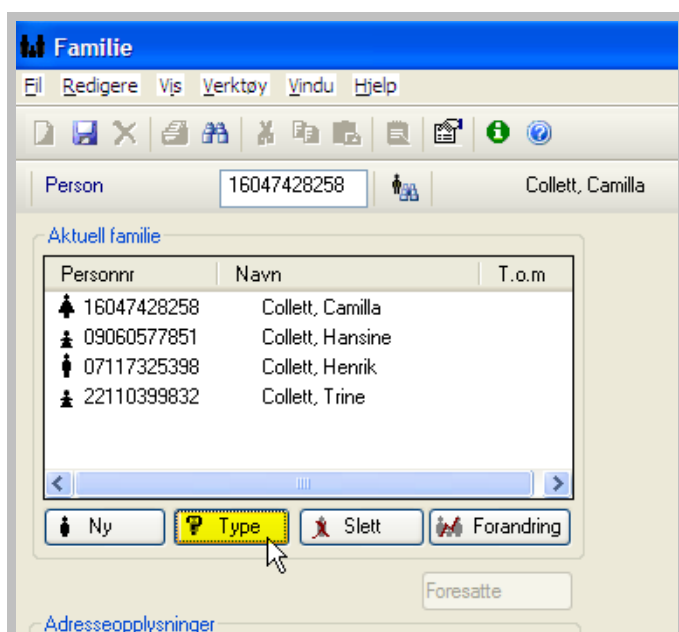 Familie
Fil Redigere Vis Verktøy Vindu Hjelp
Person 16047428258 Collett, Camilla
Aktuell familie
Personnr Navn T.o.m
16047428258 Collett, Camilla
09060577851 Collett, Hansine
07117325398 Collett, Henrik
22110399832 Collett, Trine
Ny Type Slett Forandring
Foresatte
Adresseopplysninger